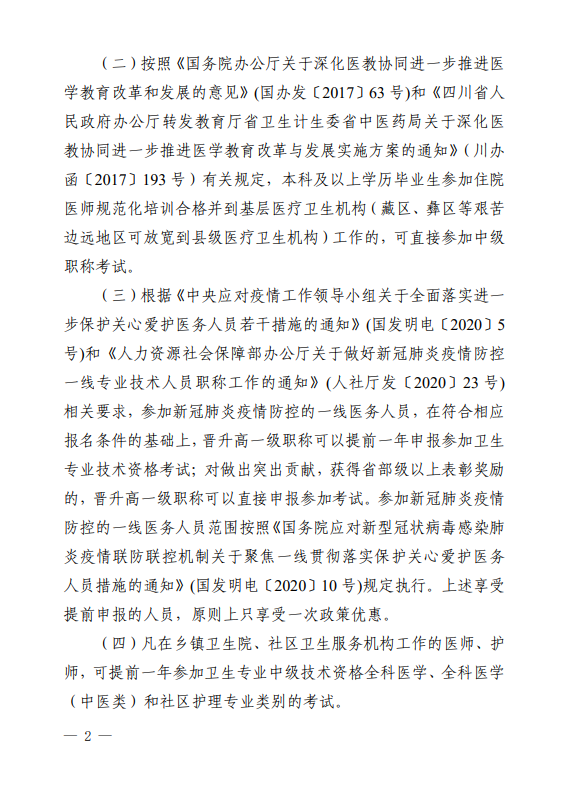 （二）按照《国务院办公厅关于深化医教协同进一步推进医
学教育改革和发展的意见》(国办发〔2017〕63 号)和《四川省人
民政府办公厅转发教育厅省卫生计生委省中医药局关于深化医
教协同进一步推进医学教育改革与发展实施方案的通知》（川办
函〔2017〕193 号）有关规定，本科及以上学历毕业生参加住院
医师规范化培训合格并到基层医疗卫生机构（藏区、彝区等艰苦
边远地区可放宽到县级医疗卫生机构）工作的，可直接参加中级
职称考试。
（三）根据《中央应对疫情工作领导小组关于全面落实进一
步保护关心爱护医务人员若干措施的通知》(国发明电〔2020〕5
号)和《人力资源社会保障部办公厅关于做好新冠肺炎疫情防控
一线专业技术人员职称工作的通知》(人社厅发〔2020〕23 号)
相关要求，参加新冠肺炎疫情防控的一线医务人员，在符合相应
报名条件的基础上，晋升高一级职称可以提前一年申报参加卫生
专业技术资格考试；对做出突出贡献，获得省部级以上表彰奖励
的，晋升高一级职称可以直接申报参加考试。参加新冠肺炎疫情
防控的一线医务人员范围按照《国务院应对新型冠状病毒感染肺
炎疫情联防联控机制关于聚焦一线贯彻落实保护关心爱护医务
人员措施的通知》(国发明电〔2020〕10 号)规定执行。上述享受
提前申报的人员，原则上只享受一次政策优惠。
（四）凡在乡镇卫生院、社区卫生服务机构工作的医师、护
师，可提前一年参加卫生专业中级技术资格全科医学、全科医学
（中医类）和社区护理专业类别的考试。
— 2 —